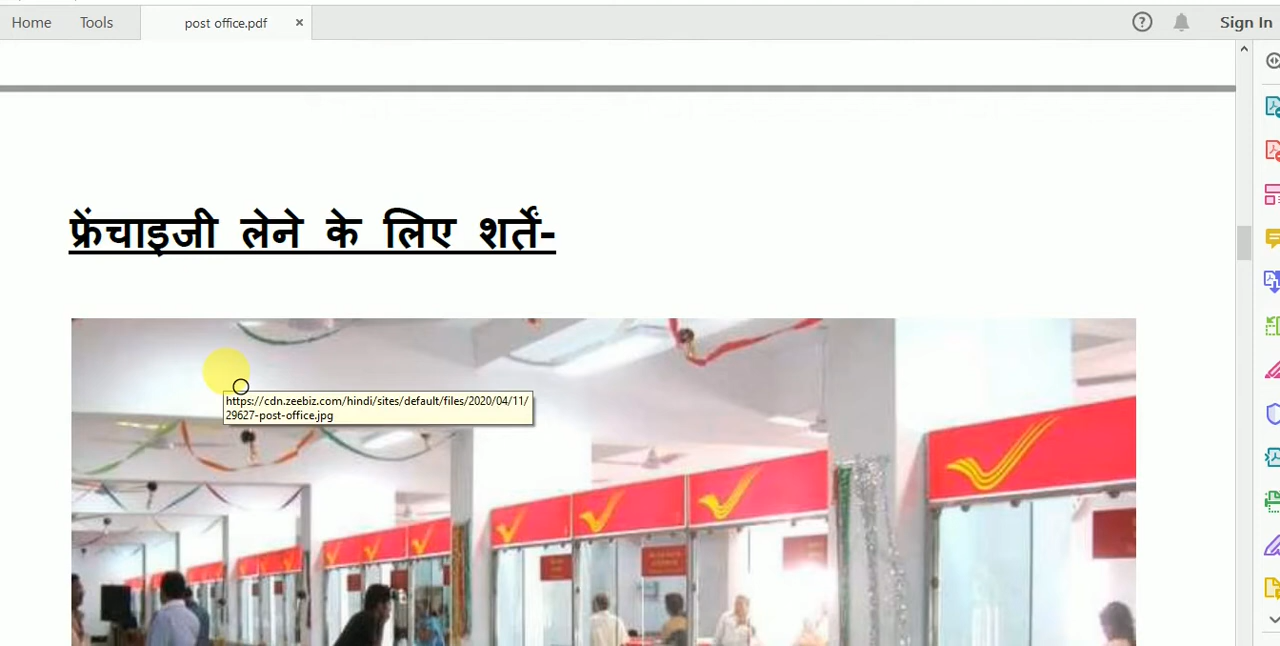 Home Tools post office.pdf × ? Sign In
फ्रेंचाइजी लेने के लिए शर्तें-
https://cdn.zeebiz.com/hindi/sites/default/files/2020/04/11/
29627-post-office.jpg